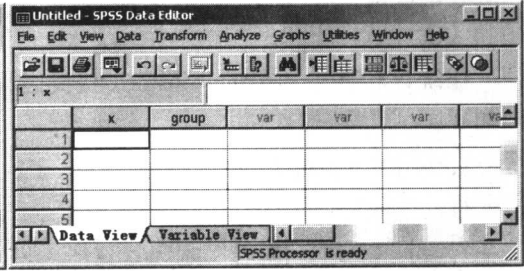 Untitled - SPSS Data Editor
File Edit View Data Transform Analyze Graphs Utilities Window Help
1 : x
x group var var var va
1
2
3
4
5
Data View Variable View
SPSS Processor is ready